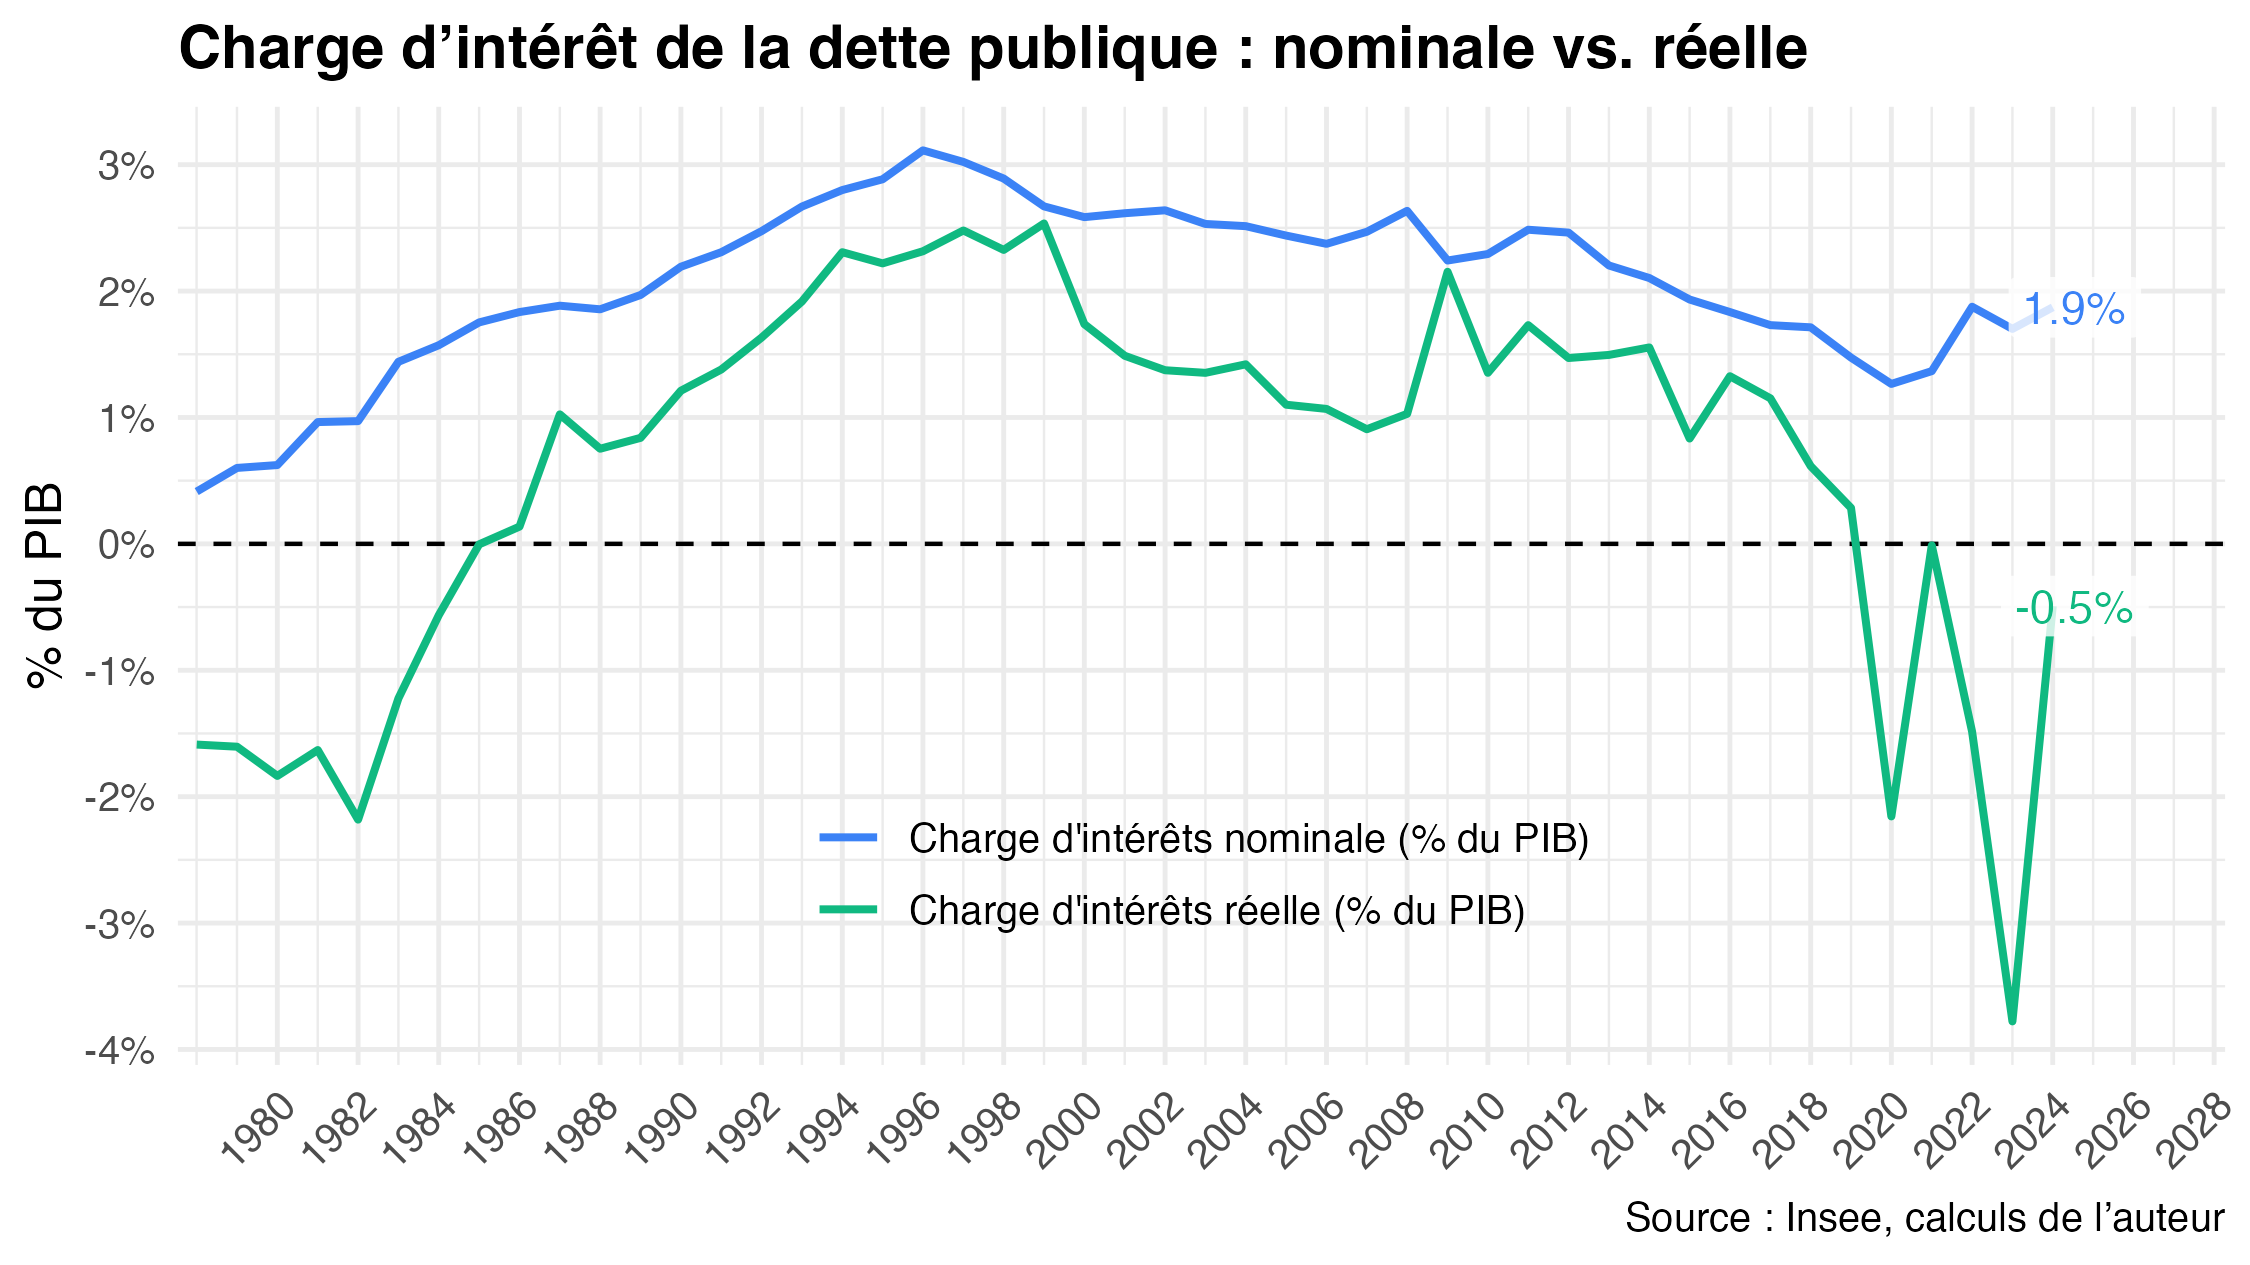 Charge d’intérêt de la dette publique : nominale vs. réelle
% du PIB
3%
2%
1%
0%
-1%
-2%
-3%
-4%
1.9%
-0.5%
Charge d'intérêts nominale (% du PIB)
Charge d'intérêts réelle (% du PIB)
1980 1982 1984 1986 1988 1990 1992 1994 1996 1998 2000 2002 2004 2006 2008 2010 2012 2014 2016 2018 2020 2022 2024 2026 2028
Source : Insee, calculs de l’auteur